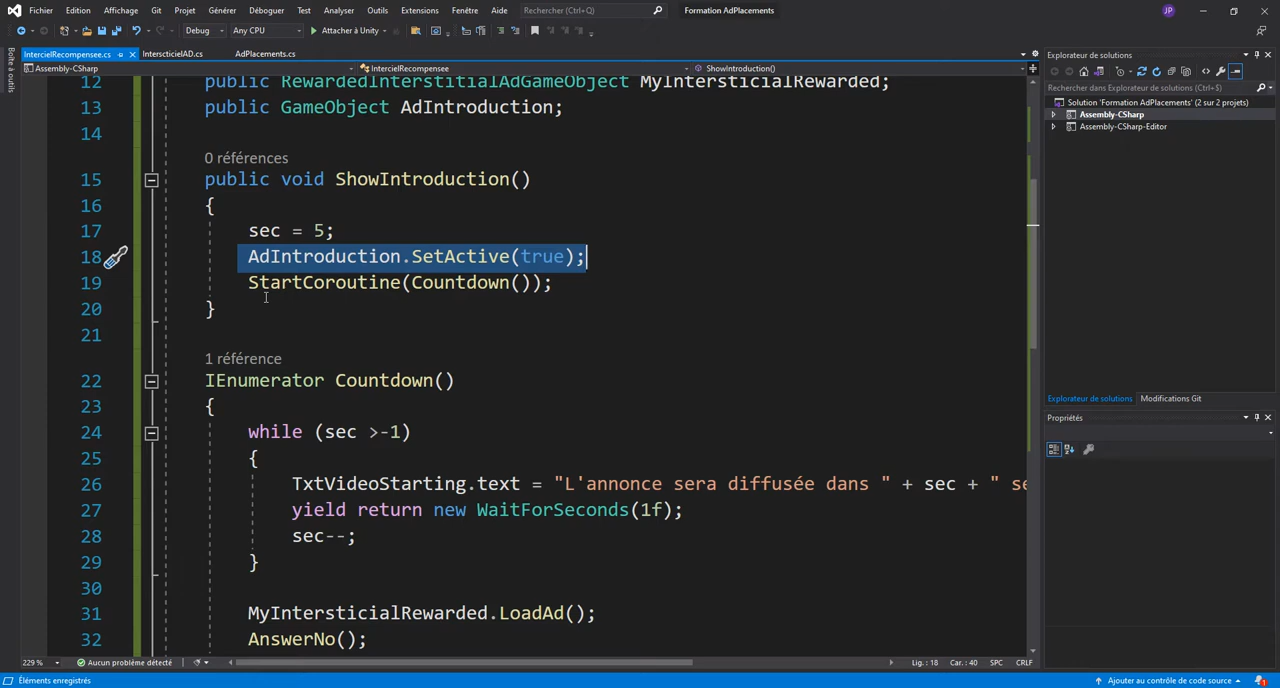 Fichier Edition Affichage Git Projet Générer Déboguer Test Analyser Outils Extensions Fenêtre Aide Rechercher (Ctrl+Q) Formation AdPlacements JP
Debug Any CPU Attacher à Unity
Boîte à outils
IntercielRecompensee.cs IntersticielAD.cs AdPlacements.cs
Assembly-CSharp IntercielRecompensee ShowIntroduction()
12 public RewardedInterstitialAdGameObject MyIntersticialRewarded;
13 public GameObject AdIntroduction;
14
0 références
15 public void ShowIntroduction()
16 {
17 sec = 5;
18 AdIntroduction.SetActive(true);
19 StartCoroutine(Countdown());
20 }
21
1 référence
22 IEnumerator Countdown()
23 {
24 while (sec >-1)
25 {
26 TxtVideoStarting.text = "L'annonce sera diffusée dans " + sec + " se
27 yield return new WaitForSeconds(1f);
28 sec--;
29 }
30
31 MyIntersticialRewarded.LoadAd();
32 AnswerNo();
229 % Aucun problème détecté Lig. : 18 Car. : 40 SPC CRLF
Explorateur de solutions
Rechercher dans Explorateur de solutions (Ctrl+;)
Solution 'Formation AdPlacements' (2 sur 2 projets)
Assembly-CSharp
Assembly-CSharp-Editor
Explorateur de solutions Modifications Git
Propriétés
Éléments enregistrés Ajouter au contrôle de code source 1